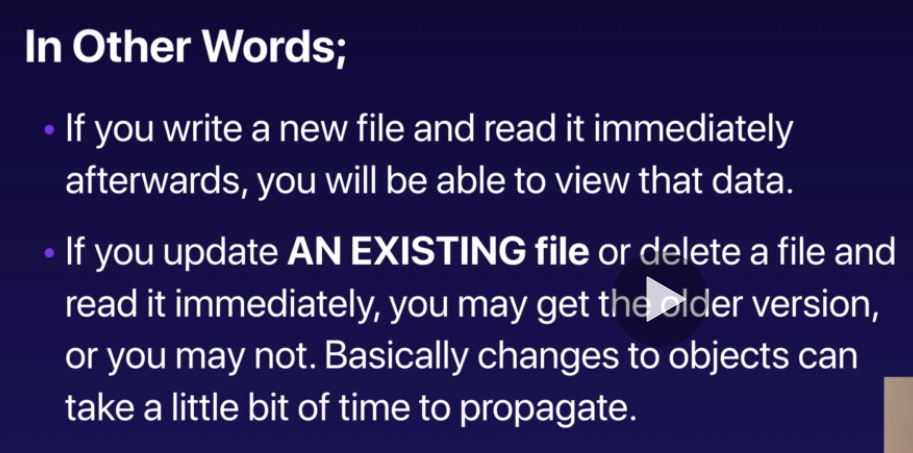 In Other Words;
• If you write a new file and read it immediately
afterwards, you will be able to view that data.
• If you update AN EXISTING file or delete a file and
read it immediately, you may get the older version,
or you may not. Basically changes to objects can
take a little bit of time to propagate.